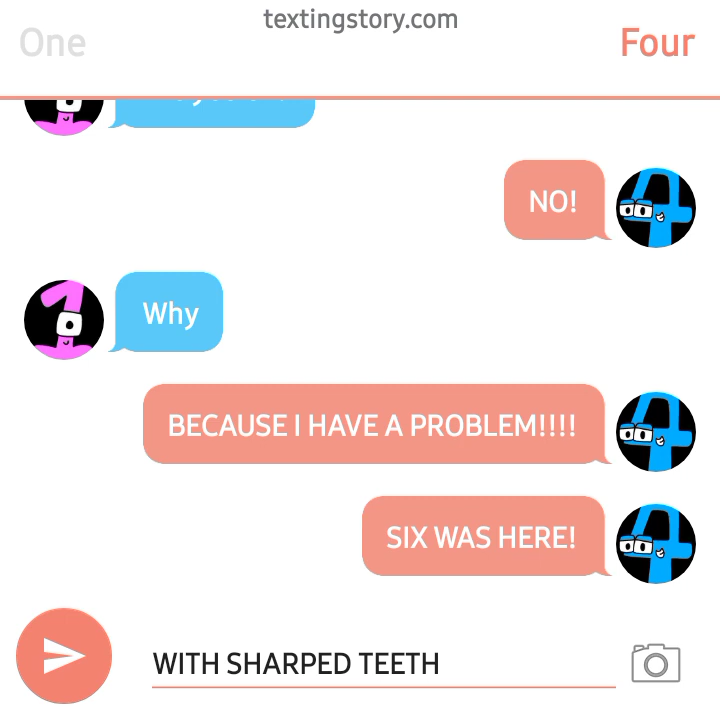 textingstory.com
One
Four
NO!
Why
BECAUSE I HAVE A PROBLEM!!!!
SIX WAS HERE!
WITH SHARPED TEETH